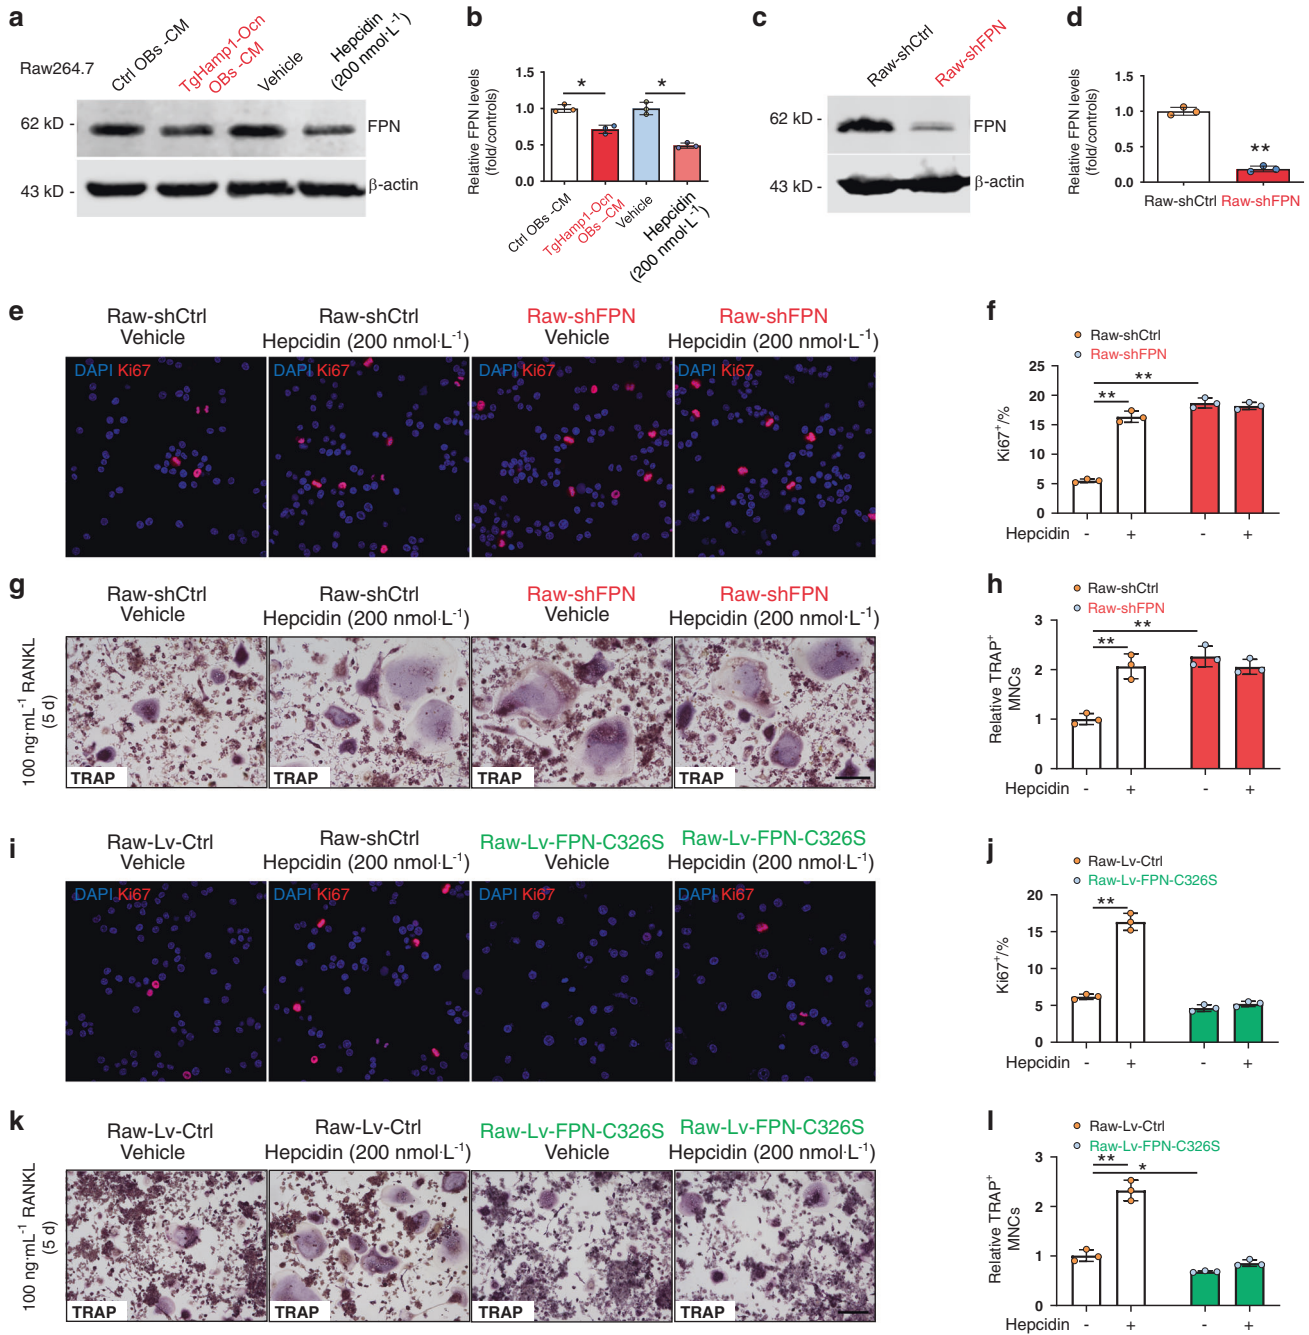 a
Raw264.7
Ctrl OBs -CM
TgHamp1-Ocn
OBs -CM
Vehicle
Hepcidin
(200 nmol·L⁻¹)
62 kD -
FPN
43 kD -
β-actin
b
Relative FPN levels
(fold/controls)
1.5
1.0
0.5
0.0
*
*
Ctrl OBs –CM
TgHamp1-Ocn
OBs –CM
Vehicle
Hepcidin
(200 nmol·L⁻¹)
c
Raw-shCtrl
Raw-shFPN
62 kD -
FPN
43 kD -
β-actin
d
Relative FPN levels
(fold/controls)
1.5
1.0
0.5
0.0
**
Raw-shCtrl Raw-shFPN
e
Raw-shCtrl
Vehicle
Raw-shCtrl
Hepcidin (200 nmol·L⁻¹)
Raw-shFPN
Vehicle
Raw-shFPN
Hepcidin (200 nmol·L⁻¹)
DAPI Ki67
DAPI Ki67
DAPI Ki67
DAPI Ki67
f
Raw-shCtrl
Raw-shFPN
Ki67⁺/%
25
20
15
10
5
0
**
**
Hepcidin - + - +
g
Raw-shCtrl
Vehicle
Raw-shCtrl
Hepcidin (200 nmol·L⁻¹)
Raw-shFPN
Vehicle
Raw-shFPN
Hepcidin (200 nmol·L⁻¹)
100 ng·mL⁻¹ RANKL
(5 d)
TRAP
TRAP
TRAP
TRAP
h
Raw-shCtrl
Raw-shFPN
Relative TRAP⁺
MNCs
3
2
1
0
**
**
Hepcidin - + - +
i
Raw-Lv-Ctrl
Vehicle
Raw-shCtrl
Hepcidin (200 nmol·L⁻¹)
Raw-Lv-FPN-C326S
Vehicle
Raw-Lv-FPN-C326S
Hepcidin (200 nmol·L⁻¹)
DAPI Ki67
DAPI Ki67
DAPI Ki67
DAPI Ki67
j
Raw-Lv-Ctrl
Raw-Lv-FPN-C326S
Ki67⁺/%
20
15
10
5
0
**
Hepcidin - + - +
k
Raw-Lv-Ctrl
Vehicle
Raw-Lv-Ctrl
Hepcidin (200 nmol·L⁻¹)
Raw-Lv-FPN-C326S
Vehicle
Raw-Lv-FPN-C326S
Hepcidin (200 nmol·L⁻¹)
100 ng·mL⁻¹ RANKL
(5 d)
TRAP
TRAP
TRAP
TRAP
l
Raw-Lv-Ctrl
Raw-Lv-FPN-C326S
Relative TRAP⁺
MNCs
3
2
1
0
**
*
Hepcidin - + - +